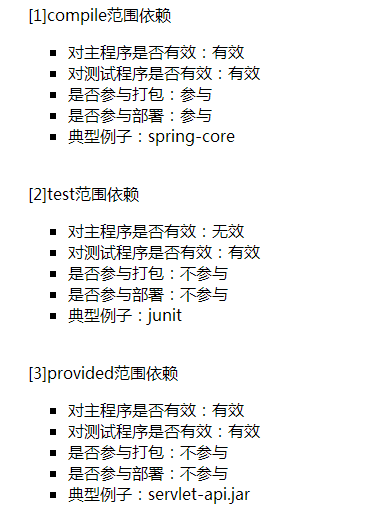 [1]compile范围依赖
对主程序是否有效：有效
对测试程序是否有效：有效
是否参与打包：参与
是否参与部署：参与
典型例子：spring-core
[2]test范围依赖
对主程序是否有效：无效
对测试程序是否有效：有效
是否参与打包：不参与
是否参与部署：不参与
典型例子：junit
[3]provided范围依赖
对主程序是否有效：有效
对测试程序是否有效：有效
是否参与打包：不参与
是否参与部署：不参与
典型例子：servlet-api.jar